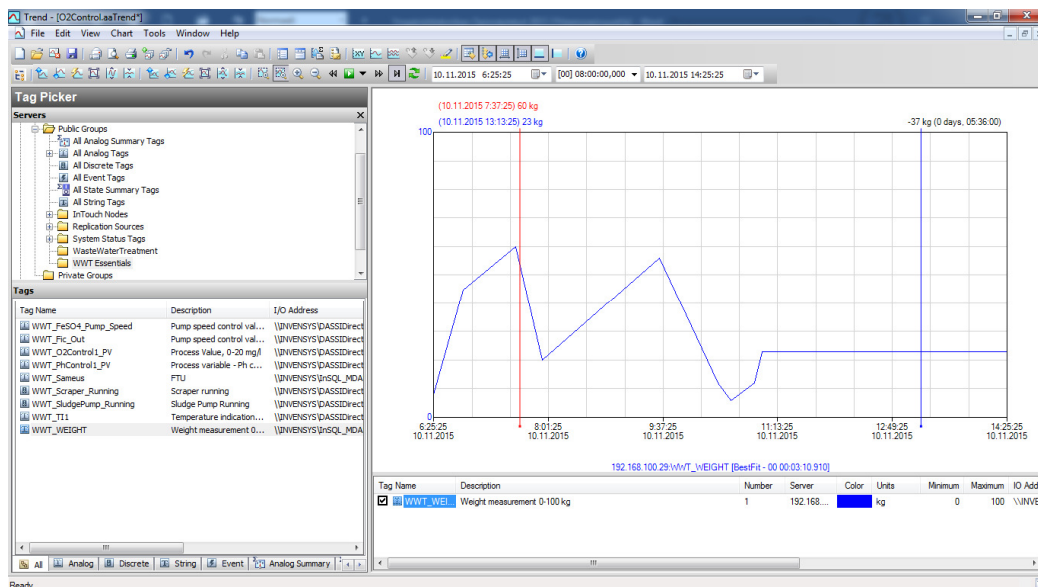 Trend - [O2Control.aaTrend*]
File Edit View Chart Tools Window Help
10.11.2015 6:25:25 [00] 08:00:00,000 10.11.2015 14:25:25
Tag Picker
Servers
Public Groups
All Analog Summary Tags
All Analog Tags
All Discrete Tags
All Event Tags
All State Summary Tags
All String Tags
InTouch Nodes
Replication Sources
System Status Tags
WasteWaterTreatment
WWT Essentials
Private Groups
Tags
Tag Name Description I/O Address
WWT_FeSO4_Pump_Speed Pump speed control val... \\INVENSYS\DASSIDirect
WWT_Fic_Out Pump speed control val... \\INVENSYS\DASSIDirect
WWT_O2Control1_PV Process Value, 0-20 mg/l \\INVENSYS\DASSIDirect
WWT_PhControl1_PV Process variable - Ph c... \\INVENSYS\DASSIDirect
WWT_Sameus FTU \\INVENSYS\InSQL_MDA
WWT_Scraper_Running Scraper running \\INVENSYS\DASSIDirect
WWT_SludgePump_Running Sludge Pump Running \\INVENSYS\DASSIDirect
WWT_TI1 Temperature indication... \\INVENSYS\DASSIDirect
WWT_WEIGHT Weight measurement 0... \\INVENSYS\InSQL_MDA
All Analog Discrete String Event Analog Summary
Ready
(10.11.2015 7:37:25) 60 kg
(10.11.2015 13:13:25) 23 kg -37 kg (0 days, 05:36:00)
100
0
6:25:25 8:01:25 9:37:25 11:13:25 12:49:25 14:25:25
10.11.2015 10.11.2015 10.11.2015 10.11.2015 10.11.2015 10.11.2015
192.168.100.29:WWT_WEIGHT [BestFit - 00 00:03:10.910]
Tag Name Description Number Server Color Units Minimum Maximum IO Add
WWT_WEI... Weight measurement 0-100 kg 1 192.168.... kg 0 100 \\INVE